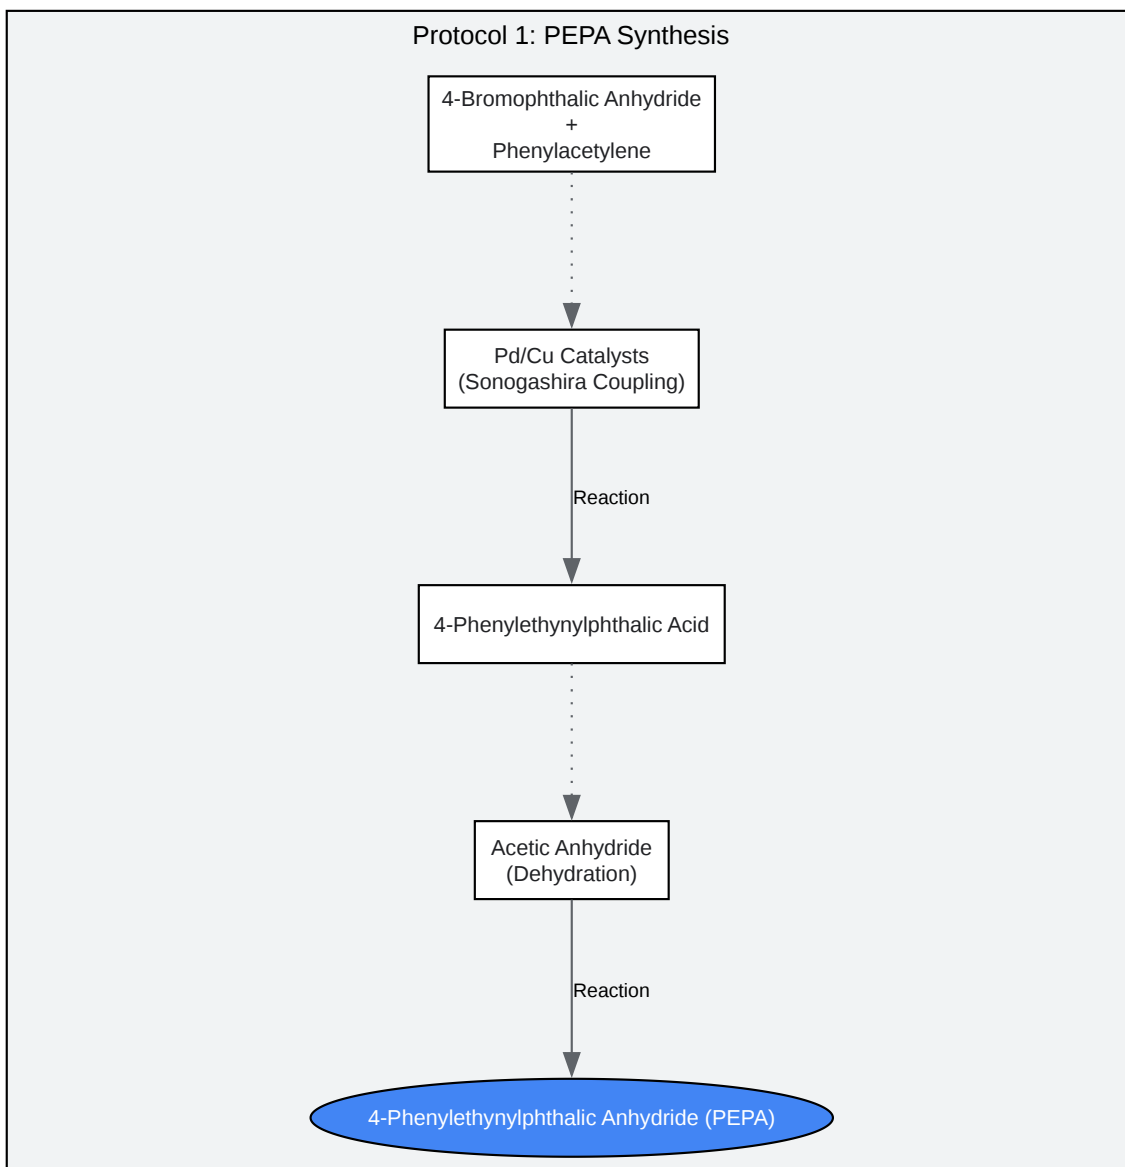 Protocol 1: PEPA Synthesis
4-Bromophthalic Anhydride
+
Phenylacetylene
Pd/Cu Catalysts
(Sonogashira Coupling)
Reaction
4-Phenylethynylphthalic Acid
Acetic Anhydride
(Dehydration)
Reaction
4-Phenylethynylphthalic Anhydride (PEPA)